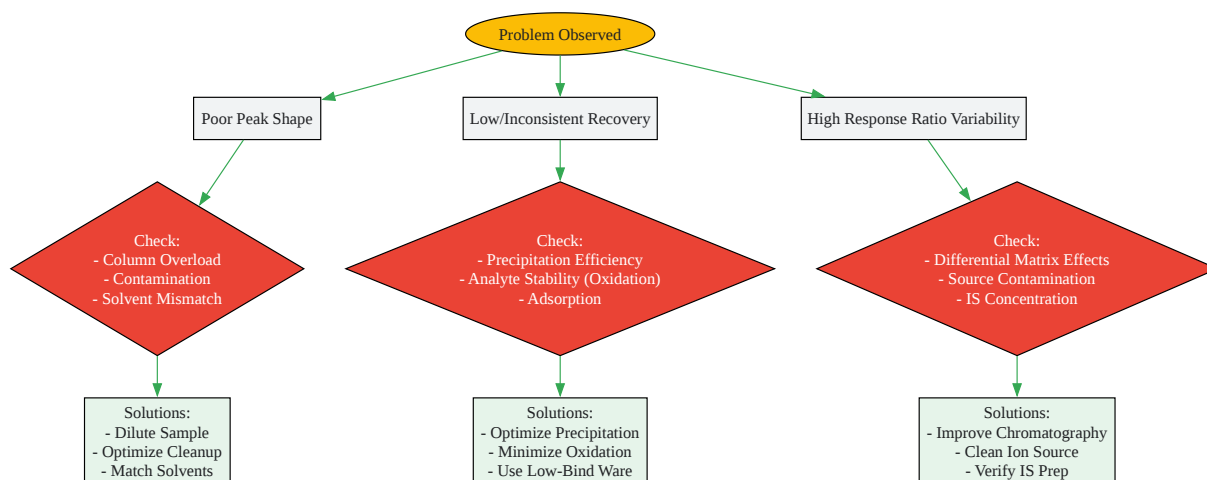 Problem Observed
Poor Peak Shape
Low/Inconsistent Recovery
High Response Ratio Variability
Check:
- Column Overload
- Contamination
- Solvent Mismatch
Check:
- Precipitation Efficiency
- Analyte Stability (Oxidation)
- Adsorption
Check:
- Differential Matrix Effects
- Source Contamination
- IS Concentration
Solutions:
- Dilute Sample
- Optimize Cleanup
- Match Solvents
Solutions:
- Optimize Precipitation
- Minimize Oxidation
- Use Low-Bind Ware
Solutions:
- Improve Chromatography
- Clean Ion Source
- Verify IS Prep